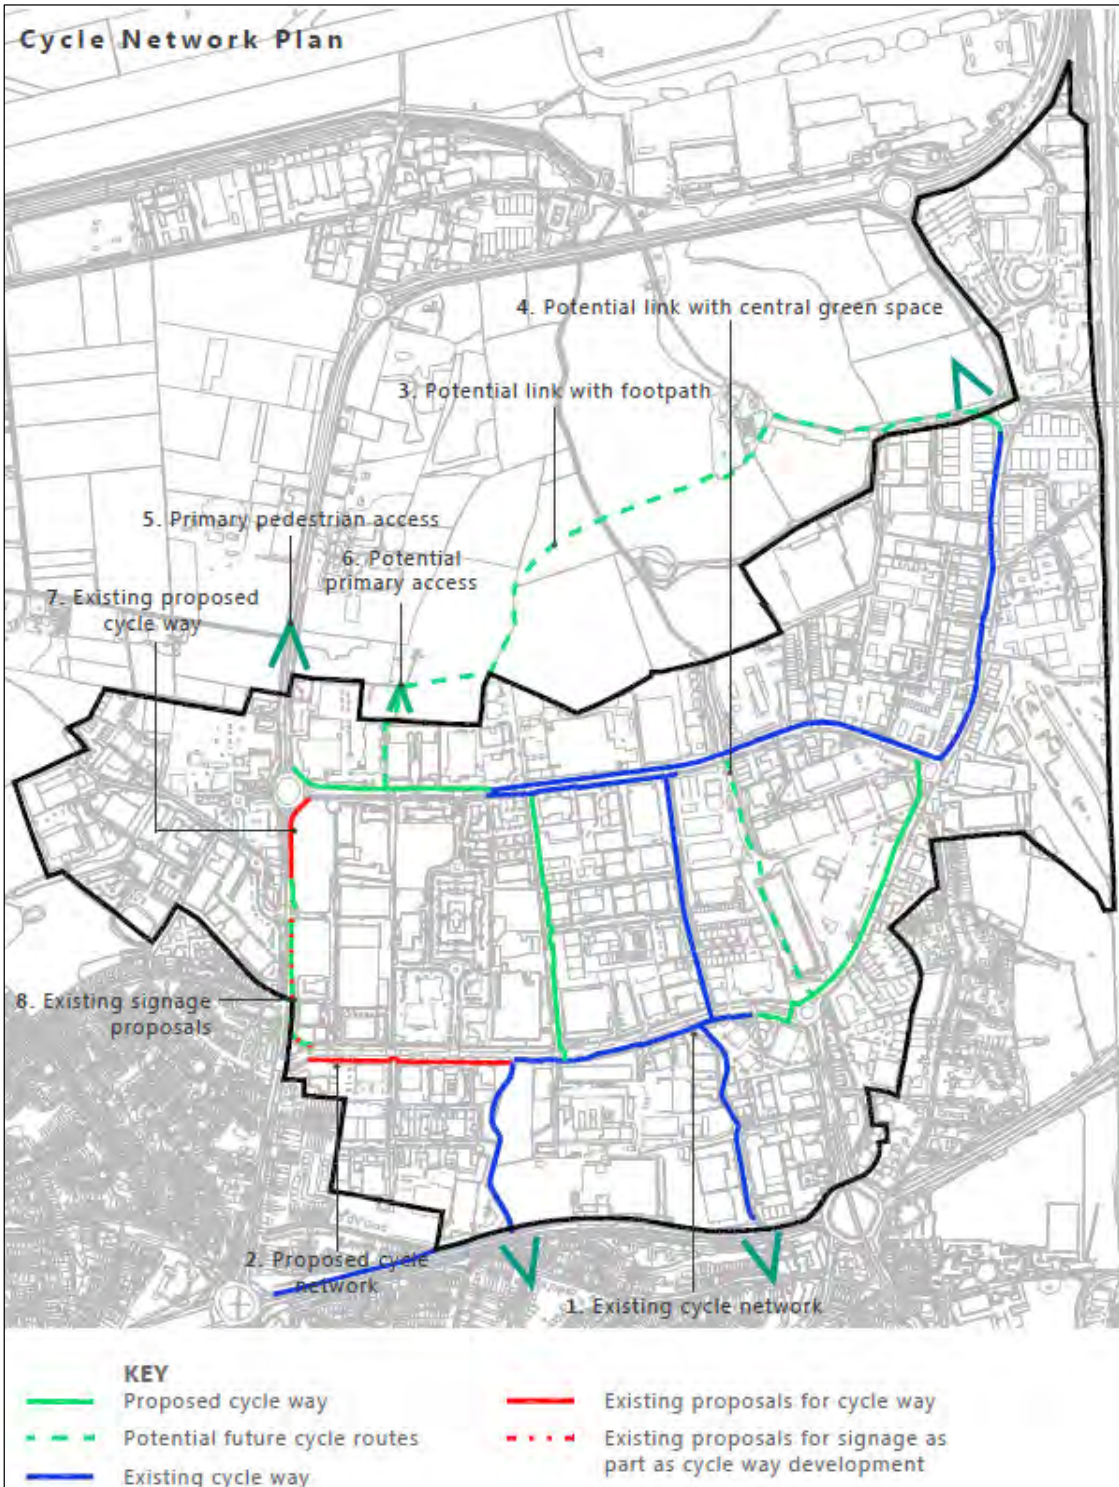 Cycle Network Plan
4. Potential link with central green space
3. Potential link with footpath
5. Primary pedestrian access
6. Potential
primary access
7. Existing proposed
cycle way
8. Existing signage
proposals
2. Proposed cycle
network
1. Existing cycle network
KEY
Proposed cycle way
Potential future cycle routes
Existing cycle way
Existing proposals for cycle way
Existing proposals for signage as
part as cycle way development